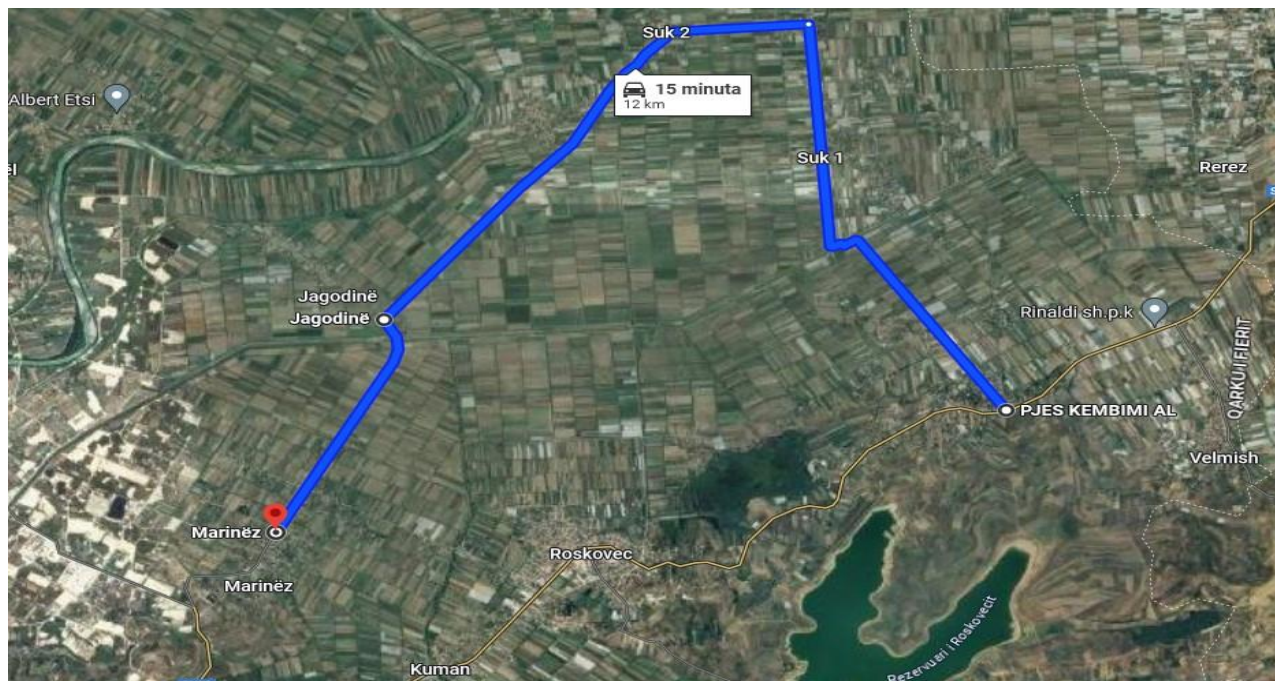 Suk 2
Albert Etsi
15 minuta
12 km
Suk 1
Rerez
Jagodinë
Jagodinë
Rinaldi sh.p.k
QARKU I FIERIT
PJES KEMBIMI AL
Velmish
Marinëz
Roskovec
Marinëz
Rezervuari i Roskovecit
Kuman